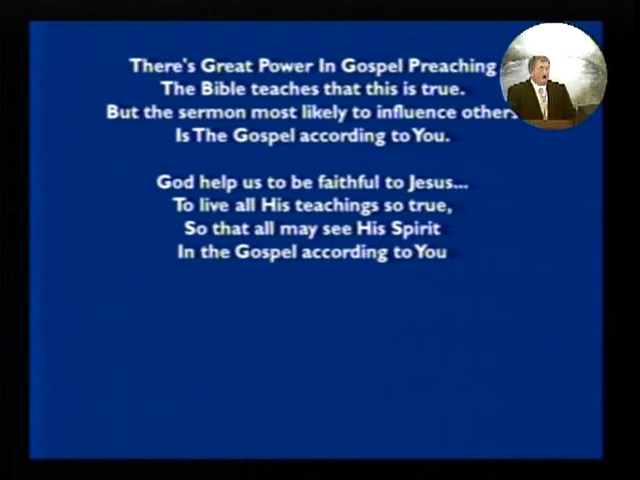 There's Great Power In Gospel Preaching
The Bible teaches that this is true.
But the sermon most likely to influence others
Is The Gospel according to You.
God help us to be faithful to Jesus...
To live all His teachings so true,
So that all may see His Spirit
In the Gospel according to You